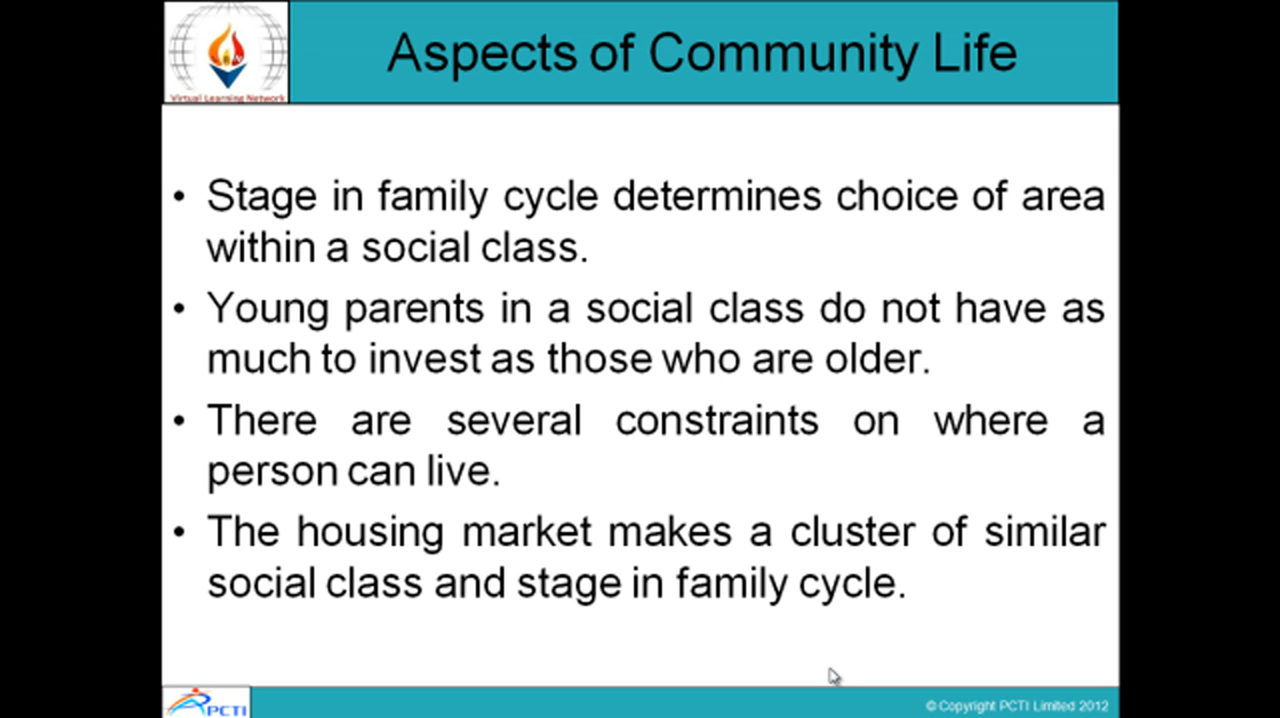 Aspects of Community Life
Virtual Learning Network
• Stage in family cycle determines choice of area
within a social class.
• Young parents in a social class do not have as
much to invest as those who are older.
• There are several constraints on where a
person can live.
• The housing market makes a cluster of similar
social class and stage in family cycle.
PCTI
© Copyright PCTI Limited 2012